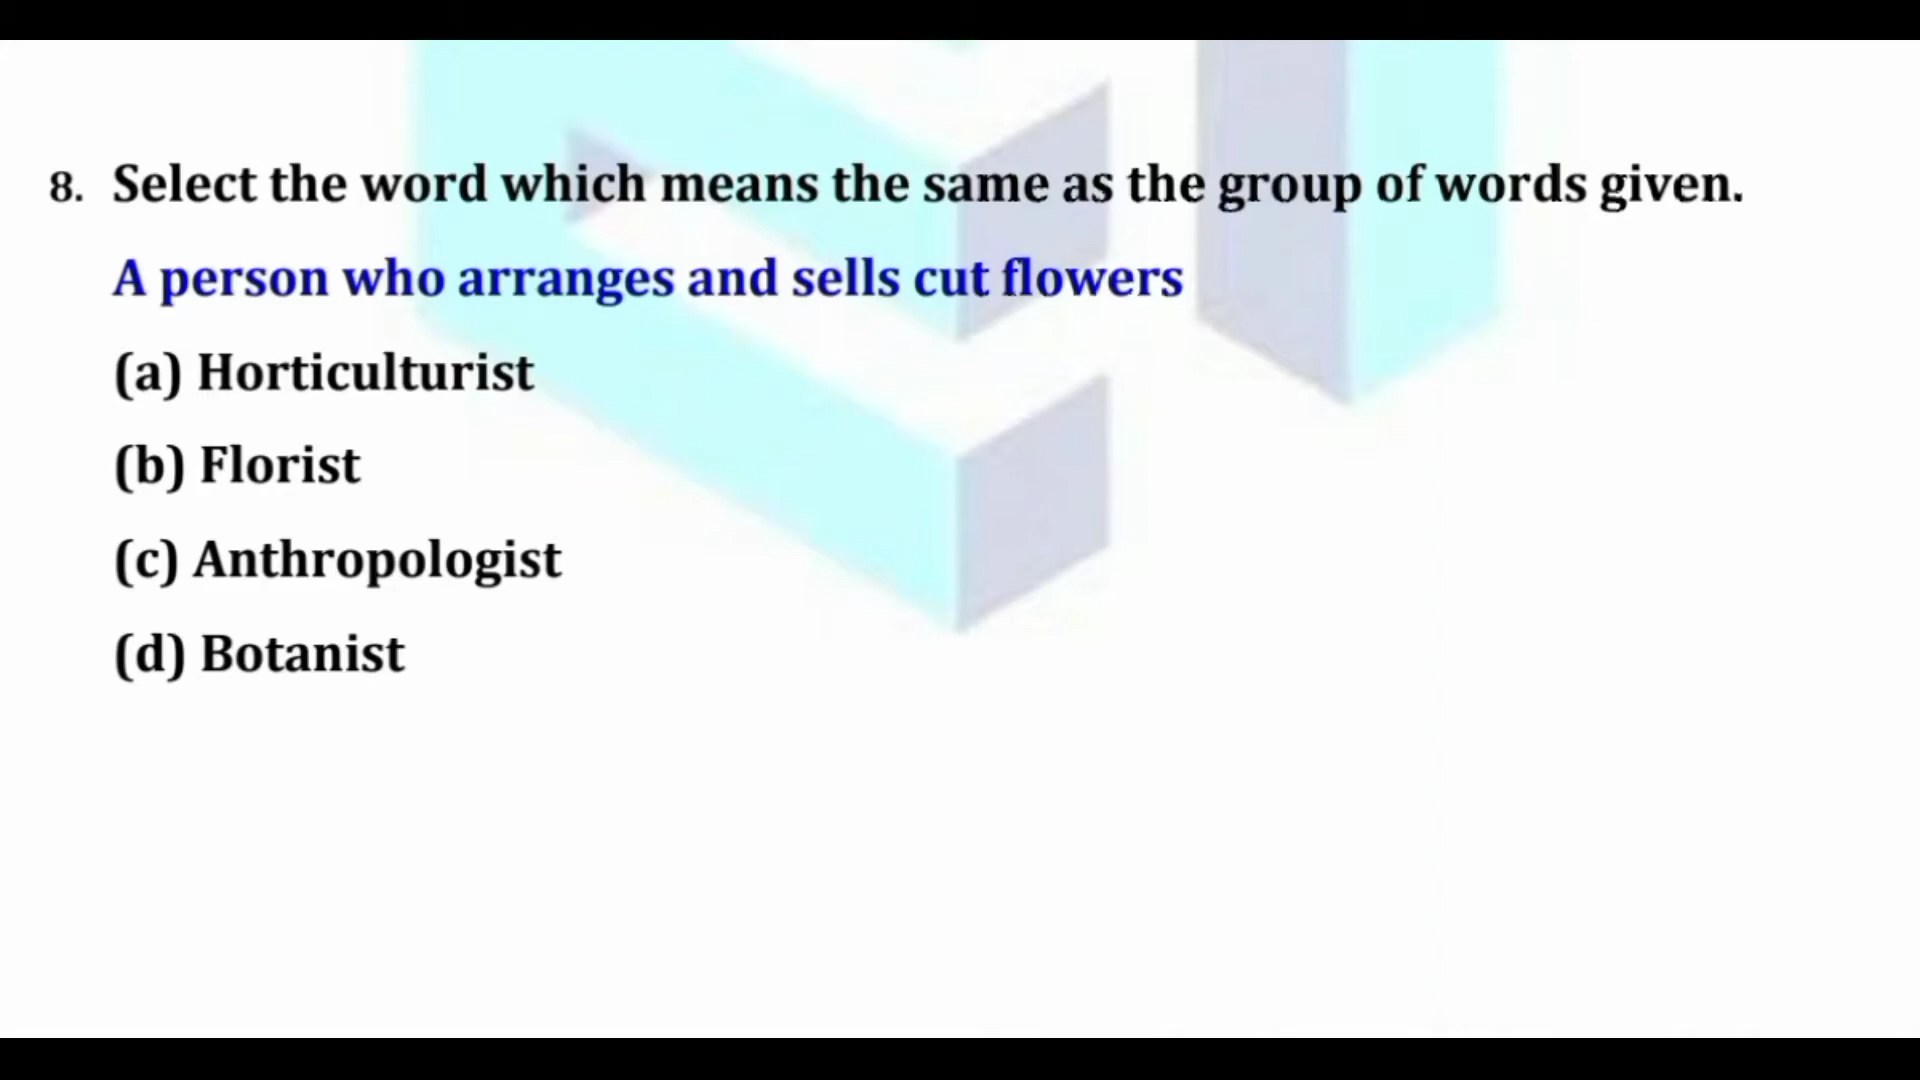 8. Select the word which means the same as the group of words given.
A person who arranges and sells cut flowers
(a) Horticulturist
(b) Florist
(c) Anthropologist
(d) Botanist